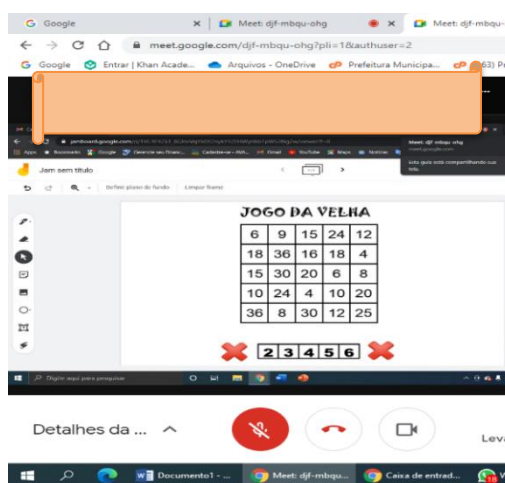 Google
Meet: djf-mbqu-ohg
Meet: djf-mbqu-
meet.google.com/djf-mbqu-ohg?pli=1&authuser=2
Google
Entrar | Khan Acade...
Arquivos - OneDrive
Prefeitura Municipa...
Jam sem título
Definir plano de fundo
Limpar frame
JOGO DA VELHA
6 9 15 24 12
18 36 16 18 4
15 30 20 6 8
10 24 4 10 20
36 8 30 12 25
2 3 4 5 6
Digite aqui para pesquisar
Detalhes da ...
Documento1 - ...
Meet: djf-mbqu...
Caixa de entrad...